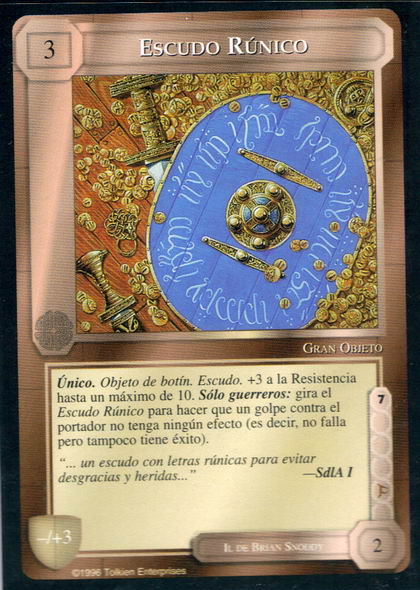 3
ESCUDO RÚNICO
GRAN OBJETO
Único. Objeto de botín. Escudo. +3 a la Resistencia
hasta un máximo de 10. Sólo guerreros: gira el
Escudo Rúnico para hacer que un golpe contra el
portador no tenga ningún efecto (es decir, no falla
pero tampoco tiene éxito).
“... un escudo con letras rúnicas para evitar
desgracias y heridas...” —SdlA I
7
–/+3
IL DE BRIAN SNODDY
2
©1996 Tolkien Enterprises